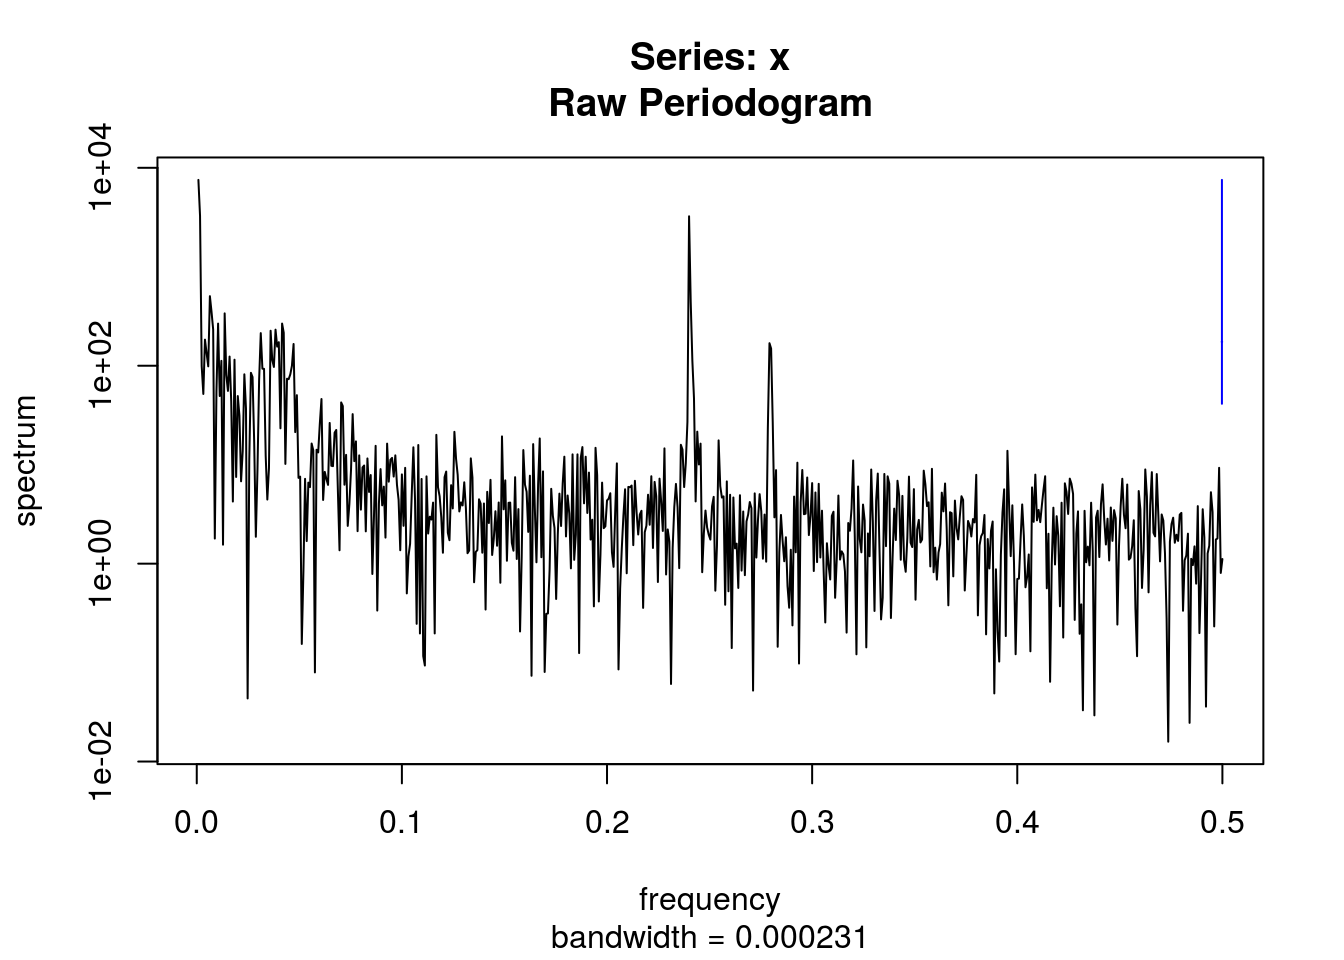 Series: x
Raw Periodogram
spectrum
1e+04
1e+02
1e+00
1e-02
0.0 0.1 0.2 0.3 0.4 0.5
frequency
bandwidth = 0.000231